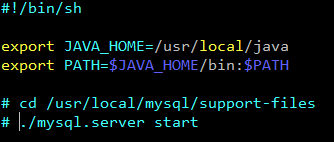 #!/bin/sh
export JAVA_HOME=/usr/local/java
export PATH=$JAVA_HOME/bin:$PATH
# cd /usr/local/mysql/support-files
# ./mysql.server start